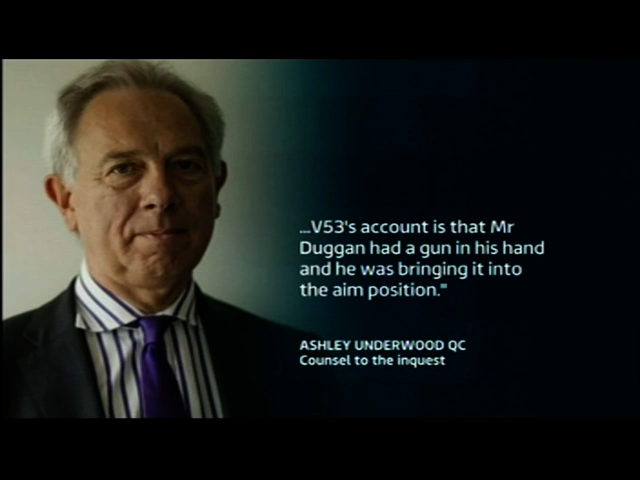 ...V53's account is that Mr
Duggan had a gun in his hand
and he was bringing it into
the aim position."
ASHLEY UNDERWOOD QC
Counsel to the inquest